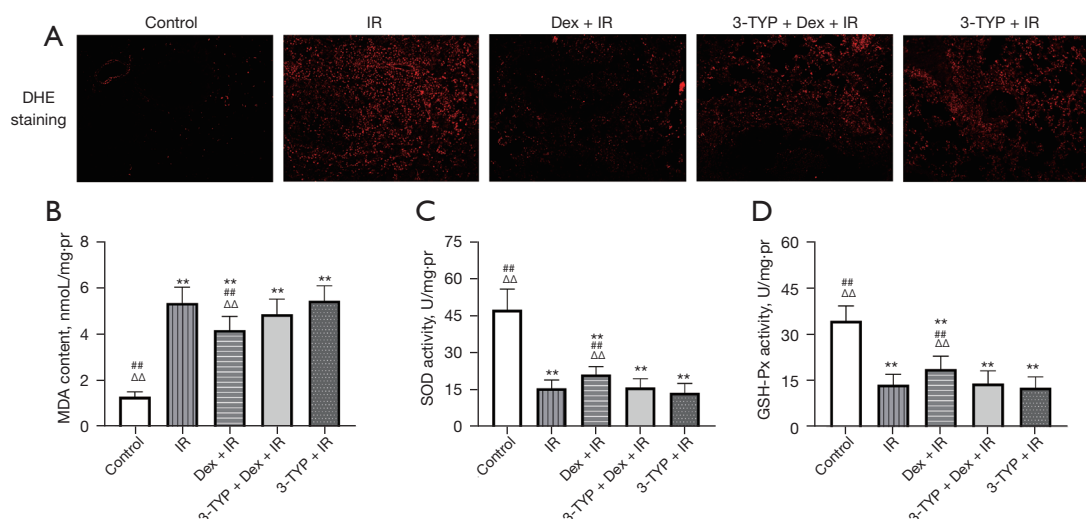 Control
IR
Dex + IR
3-TYP + Dex + IR
3-TYP + IR
A
DHE
staining
B
MDA content, nmoL/mg·pr
8
6
4
2
0
##
ΔΔ
**
**
##
ΔΔ
**
**
Control
IR
Dex + IR
3-TYP + Dex + IR
3-TYP + IR
C
SOD activity, U/mg·pr
75
60
45
30
15
0
##
ΔΔ
**
**
##
ΔΔ
**
**
Control
IR
Dex + IR
3-TYP + Dex + IR
3-TYP + IR
D
GSH-Px activity, U/mg·pr
60
45
30
15
0
##
ΔΔ
**
**
##
ΔΔ
**
**
Control
IR
Dex + IR
3-TYP + Dex + IR
3-TYP + IR